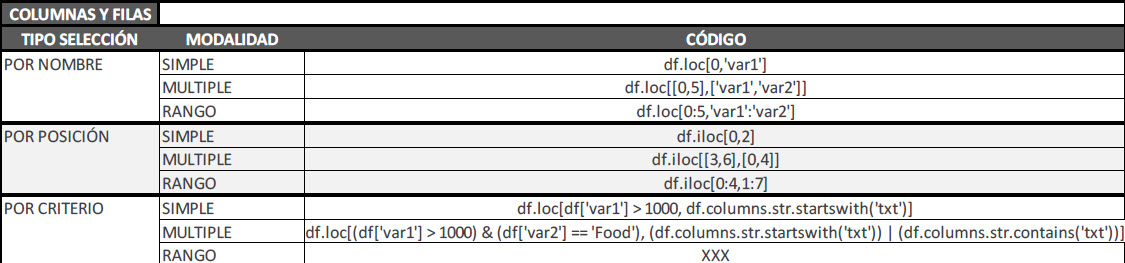 COLUMNAS Y FILAS
TIPO SELECCIÓN MODALIDAD CÓDIGO
POR NOMBRE SIMPLE df.loc[0,'var1']
MULTIPLE df.loc[[0,5],['var1','var2']]
RANGO df.loc[0:5,'var1':'var2']
POR POSICIÓN SIMPLE df.iloc[0,2]
MULTIPLE df.iloc[[3,6],[0,4]]
RANGO df.iloc[0:4,1:7]
POR CRITERIO SIMPLE df.loc[df['var1'] > 1000, df.columns.str.startswith('txt')]
MULTIPLE df.loc[(df['var1'] > 1000) & (df['var2'] == 'Food'), (df.columns.str.startswith('txt')) | (df.columns.str.contains('txt'))]
RANGO XXX